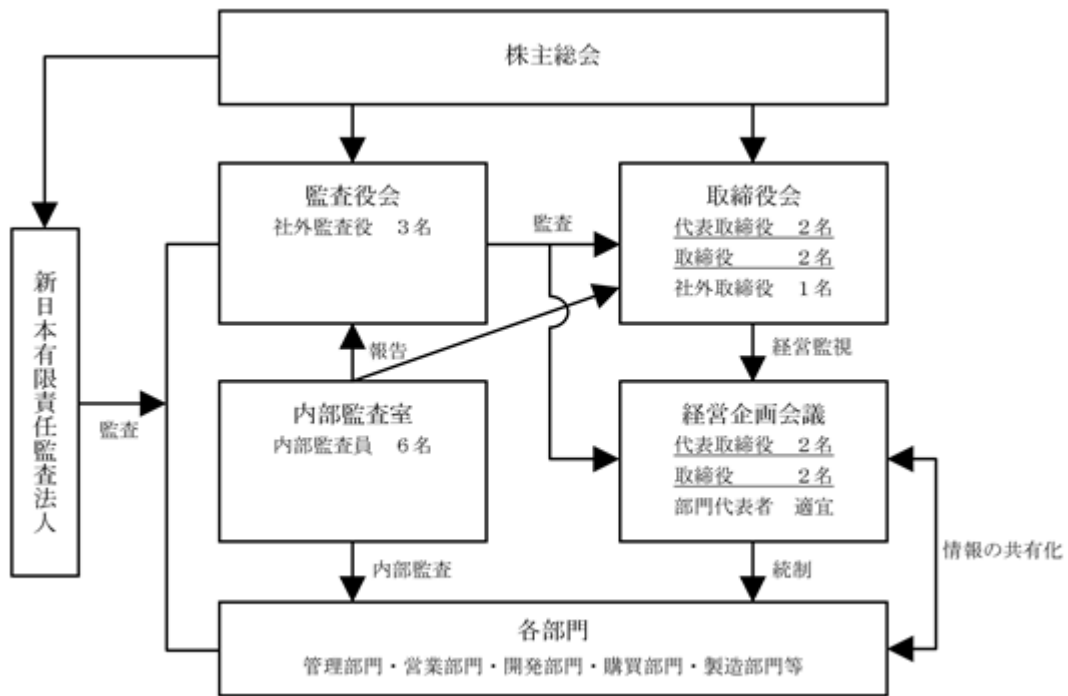 株主総会
監査役会
社外監査役　3名
監査
取締役会
代表取締役　2名
取締役　2名
社外取締役　1名
新日本有限責任監査法人
監査
報告
経営監視
内部監査室
内部監査員　6名
経営企画会議
代表取締役　2名
取締役　2名
部門代表者　適宜
情報の共有化
内部監査
統制
各部門
管理部門・営業部門・開発部門・購買部門・製造部門等